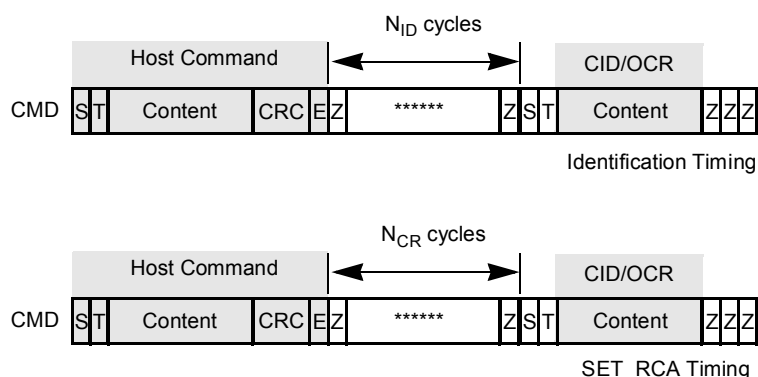 N_ID cycles
Host Command CID/OCR
CMD S T Content CRC E Z ****** Z S T Content Z Z Z
Identification Timing
N_CR cycles
Host Command CID/OCR
CMD S T Content CRC E Z ****** Z S T Content Z Z Z
SET_RCA Timing